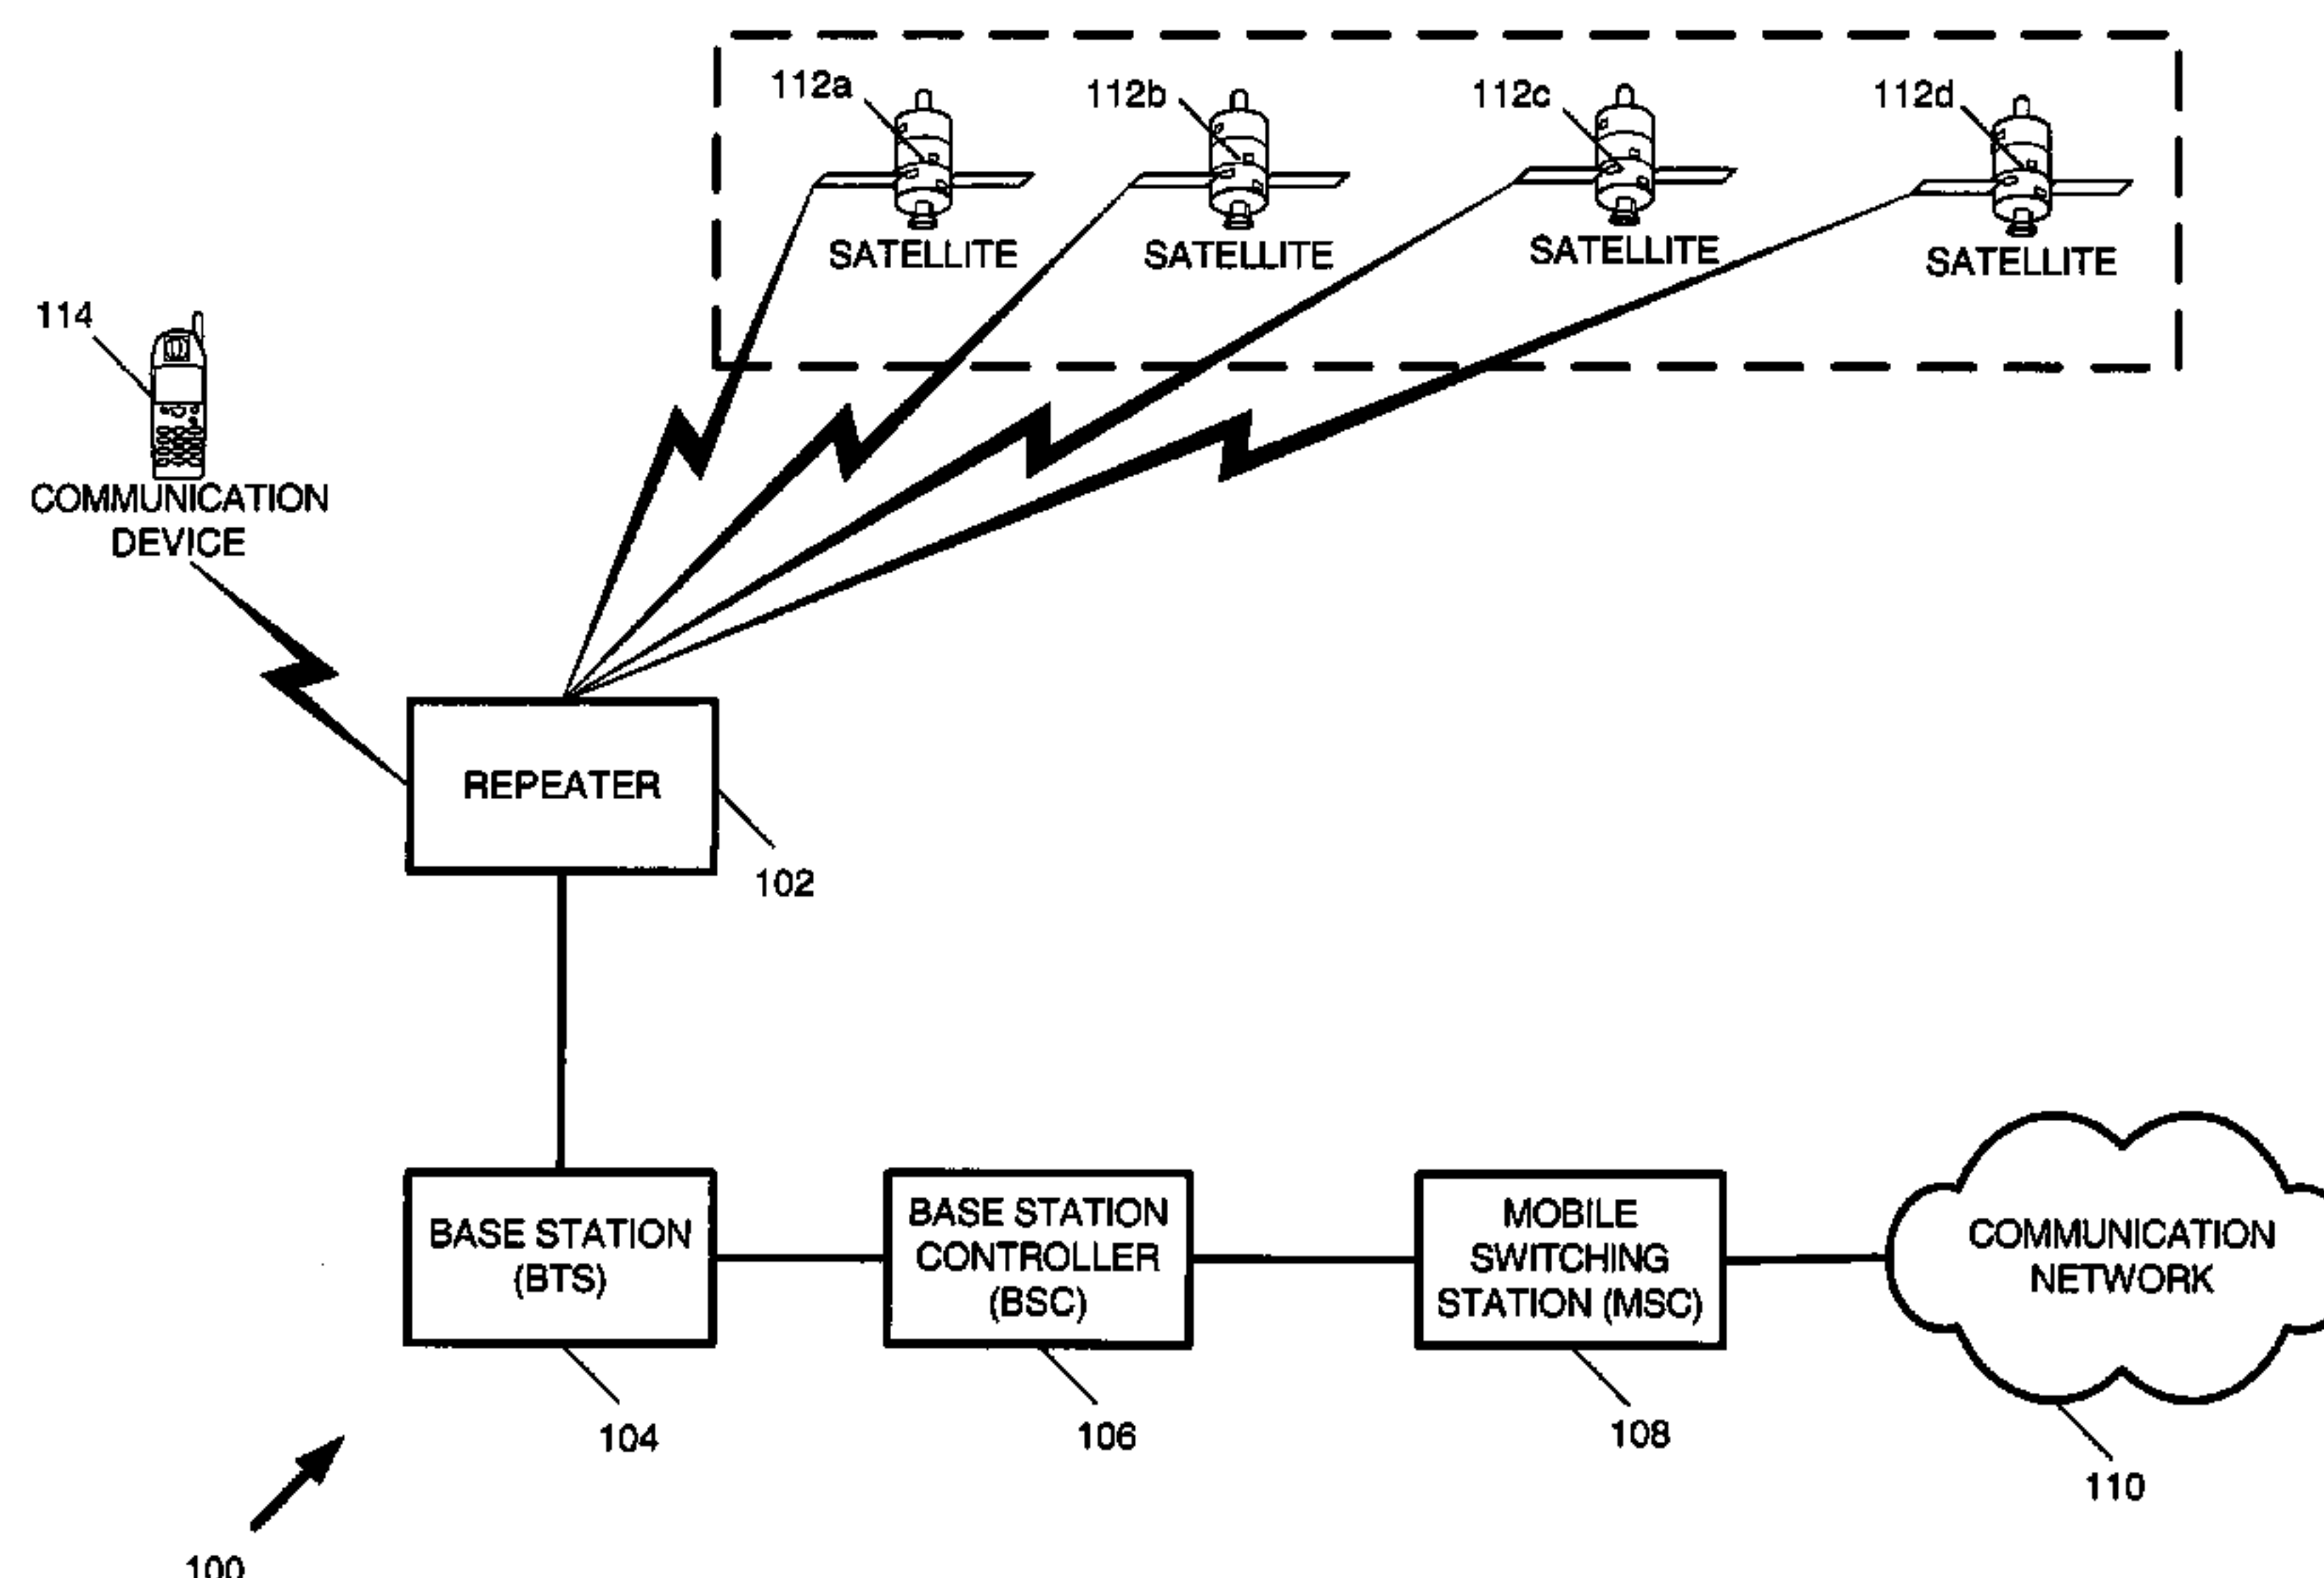 112a
112b
112c
112d
SATELLITE
SATELLITE
SATELLITE
SATELLITE
114
COMMUNICATION
DEVICE
REPEATER
102
BASE STATION
(BTS)
104
BASE STATION
CONTROLLER
(BSC)
106
MOBILE
SWITCHING
STATION (MSC)
108
COMMUNICATION
NETWORK
110
100